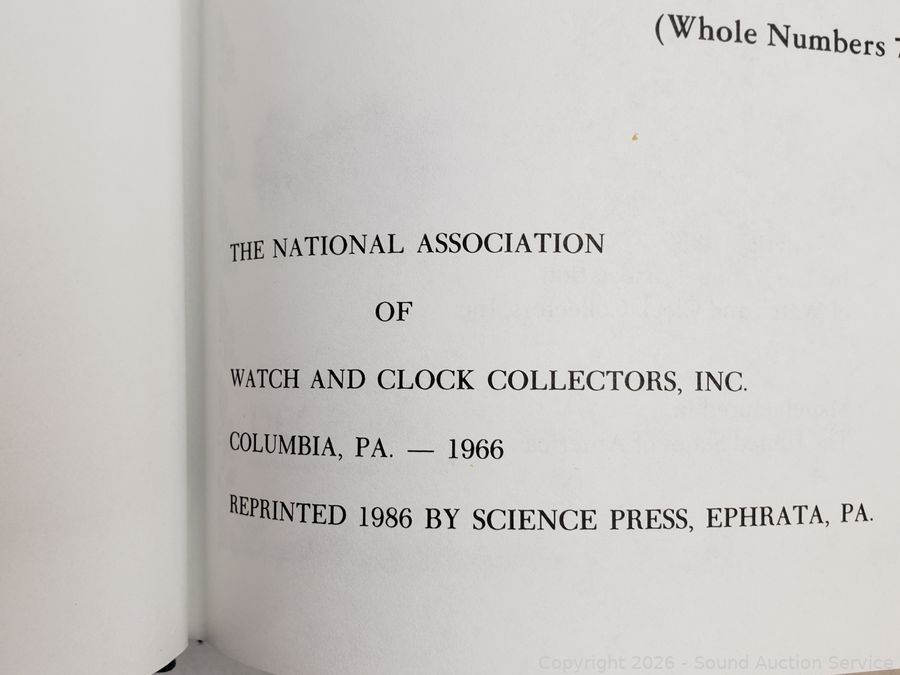 (Whole Numbers 7
THE NATIONAL ASSOCIATION
OF
WATCH AND CLOCK COLLECTORS, INC.
COLUMBIA, PA. — 1966
REPRINTED 1986 BY SCIENCE PRESS, EPHRATA, PA.
Copyright 2026 - Sound Auction Service